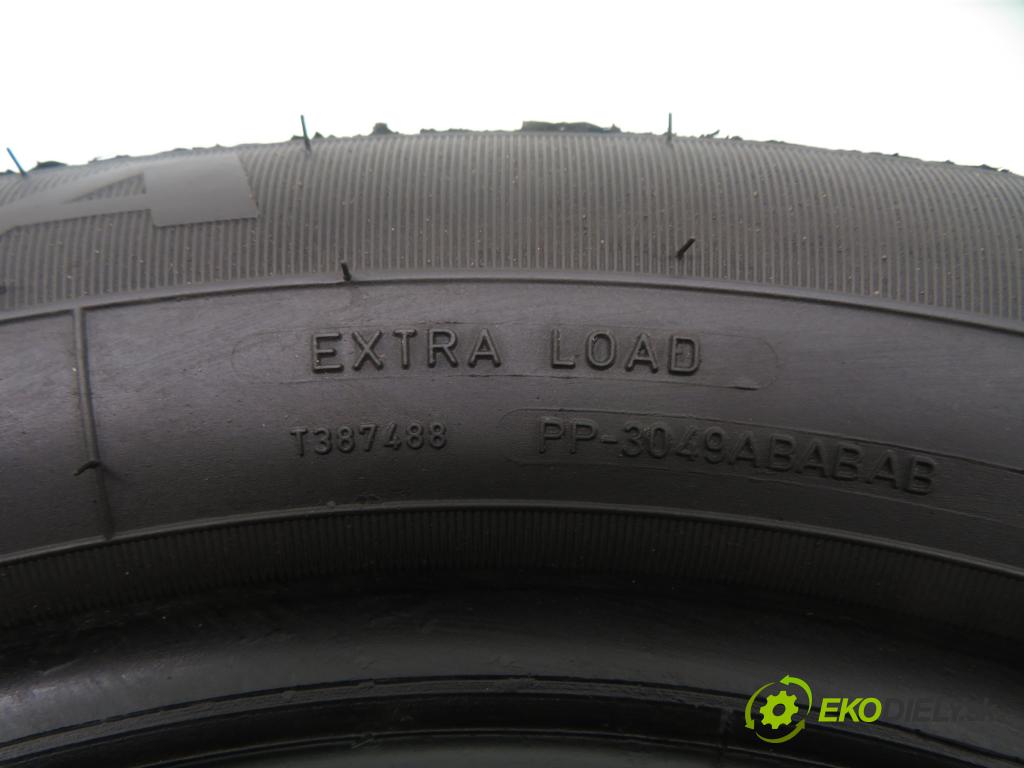 EXTRA LOAD
T387488 PP-3049ABABAB
EKODIELY.SK